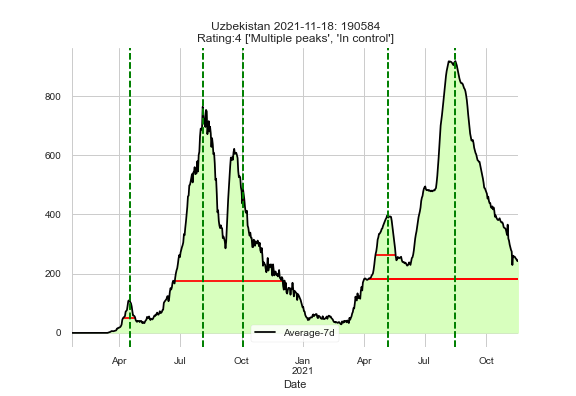 Uzbekistan 2021-11-18: 190584
Rating:4 ['Multiple peaks', 'In control']
800
600
400
200
0
Average-7d
Apr Jul Oct Jan Apr Jul Oct
2021
Date